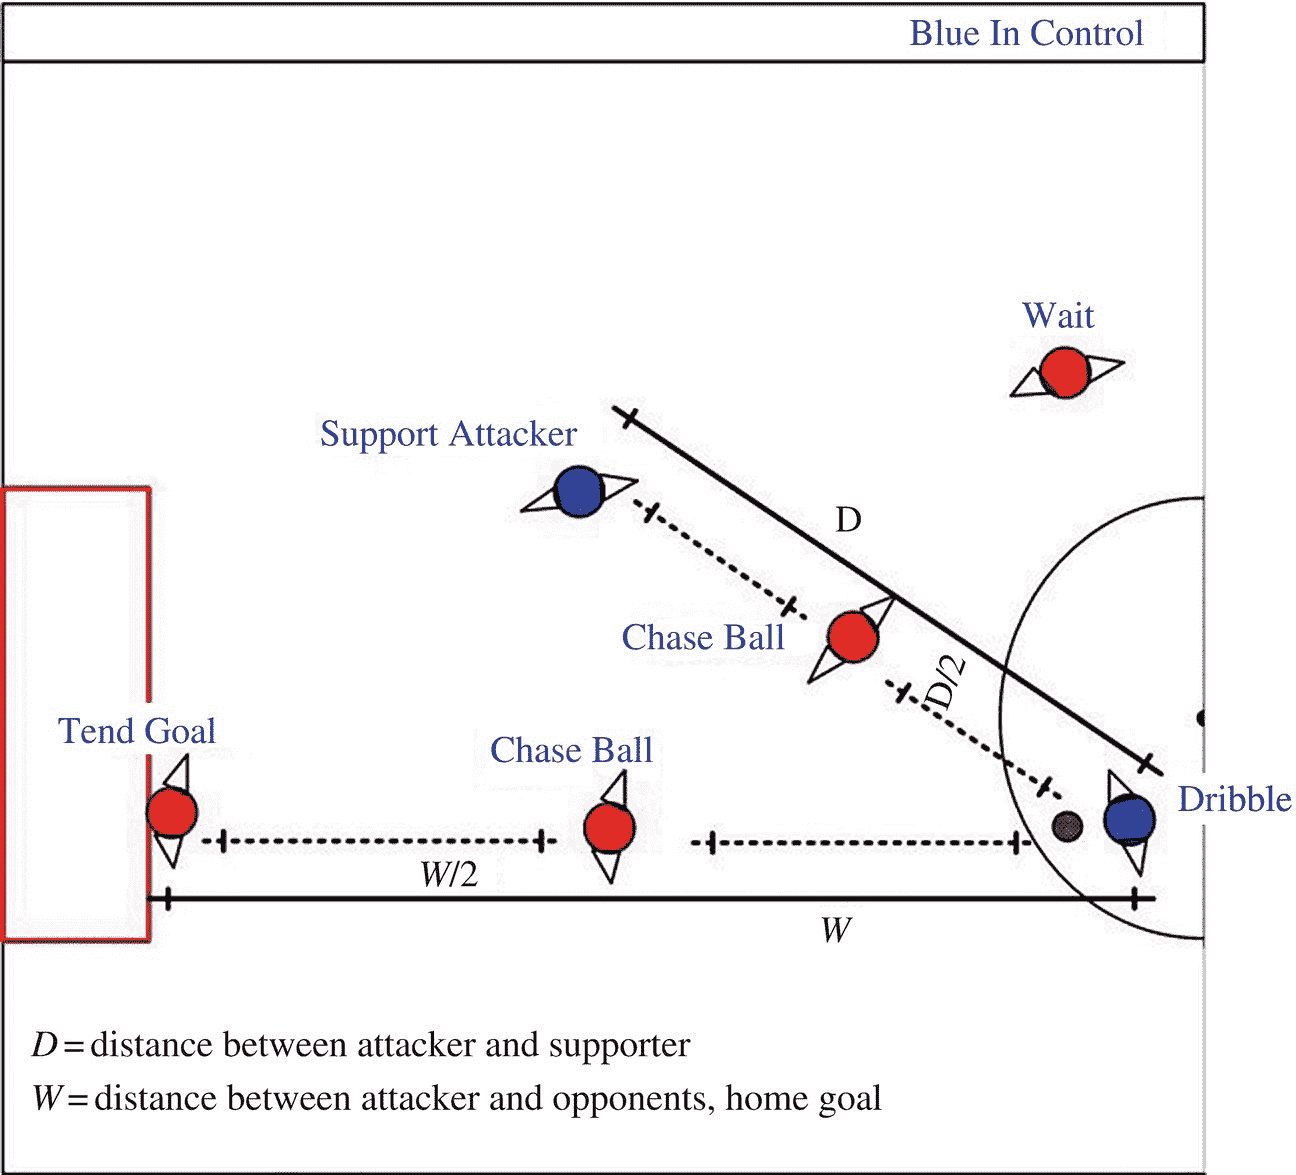 Blue In Control
Wait
Support Attacker
D
Chase Ball
D/2
Tend Goal
Chase Ball
Dribble
W/2
W
D = distance between attacker and supporter
W = distance between attacker and opponents, home goal